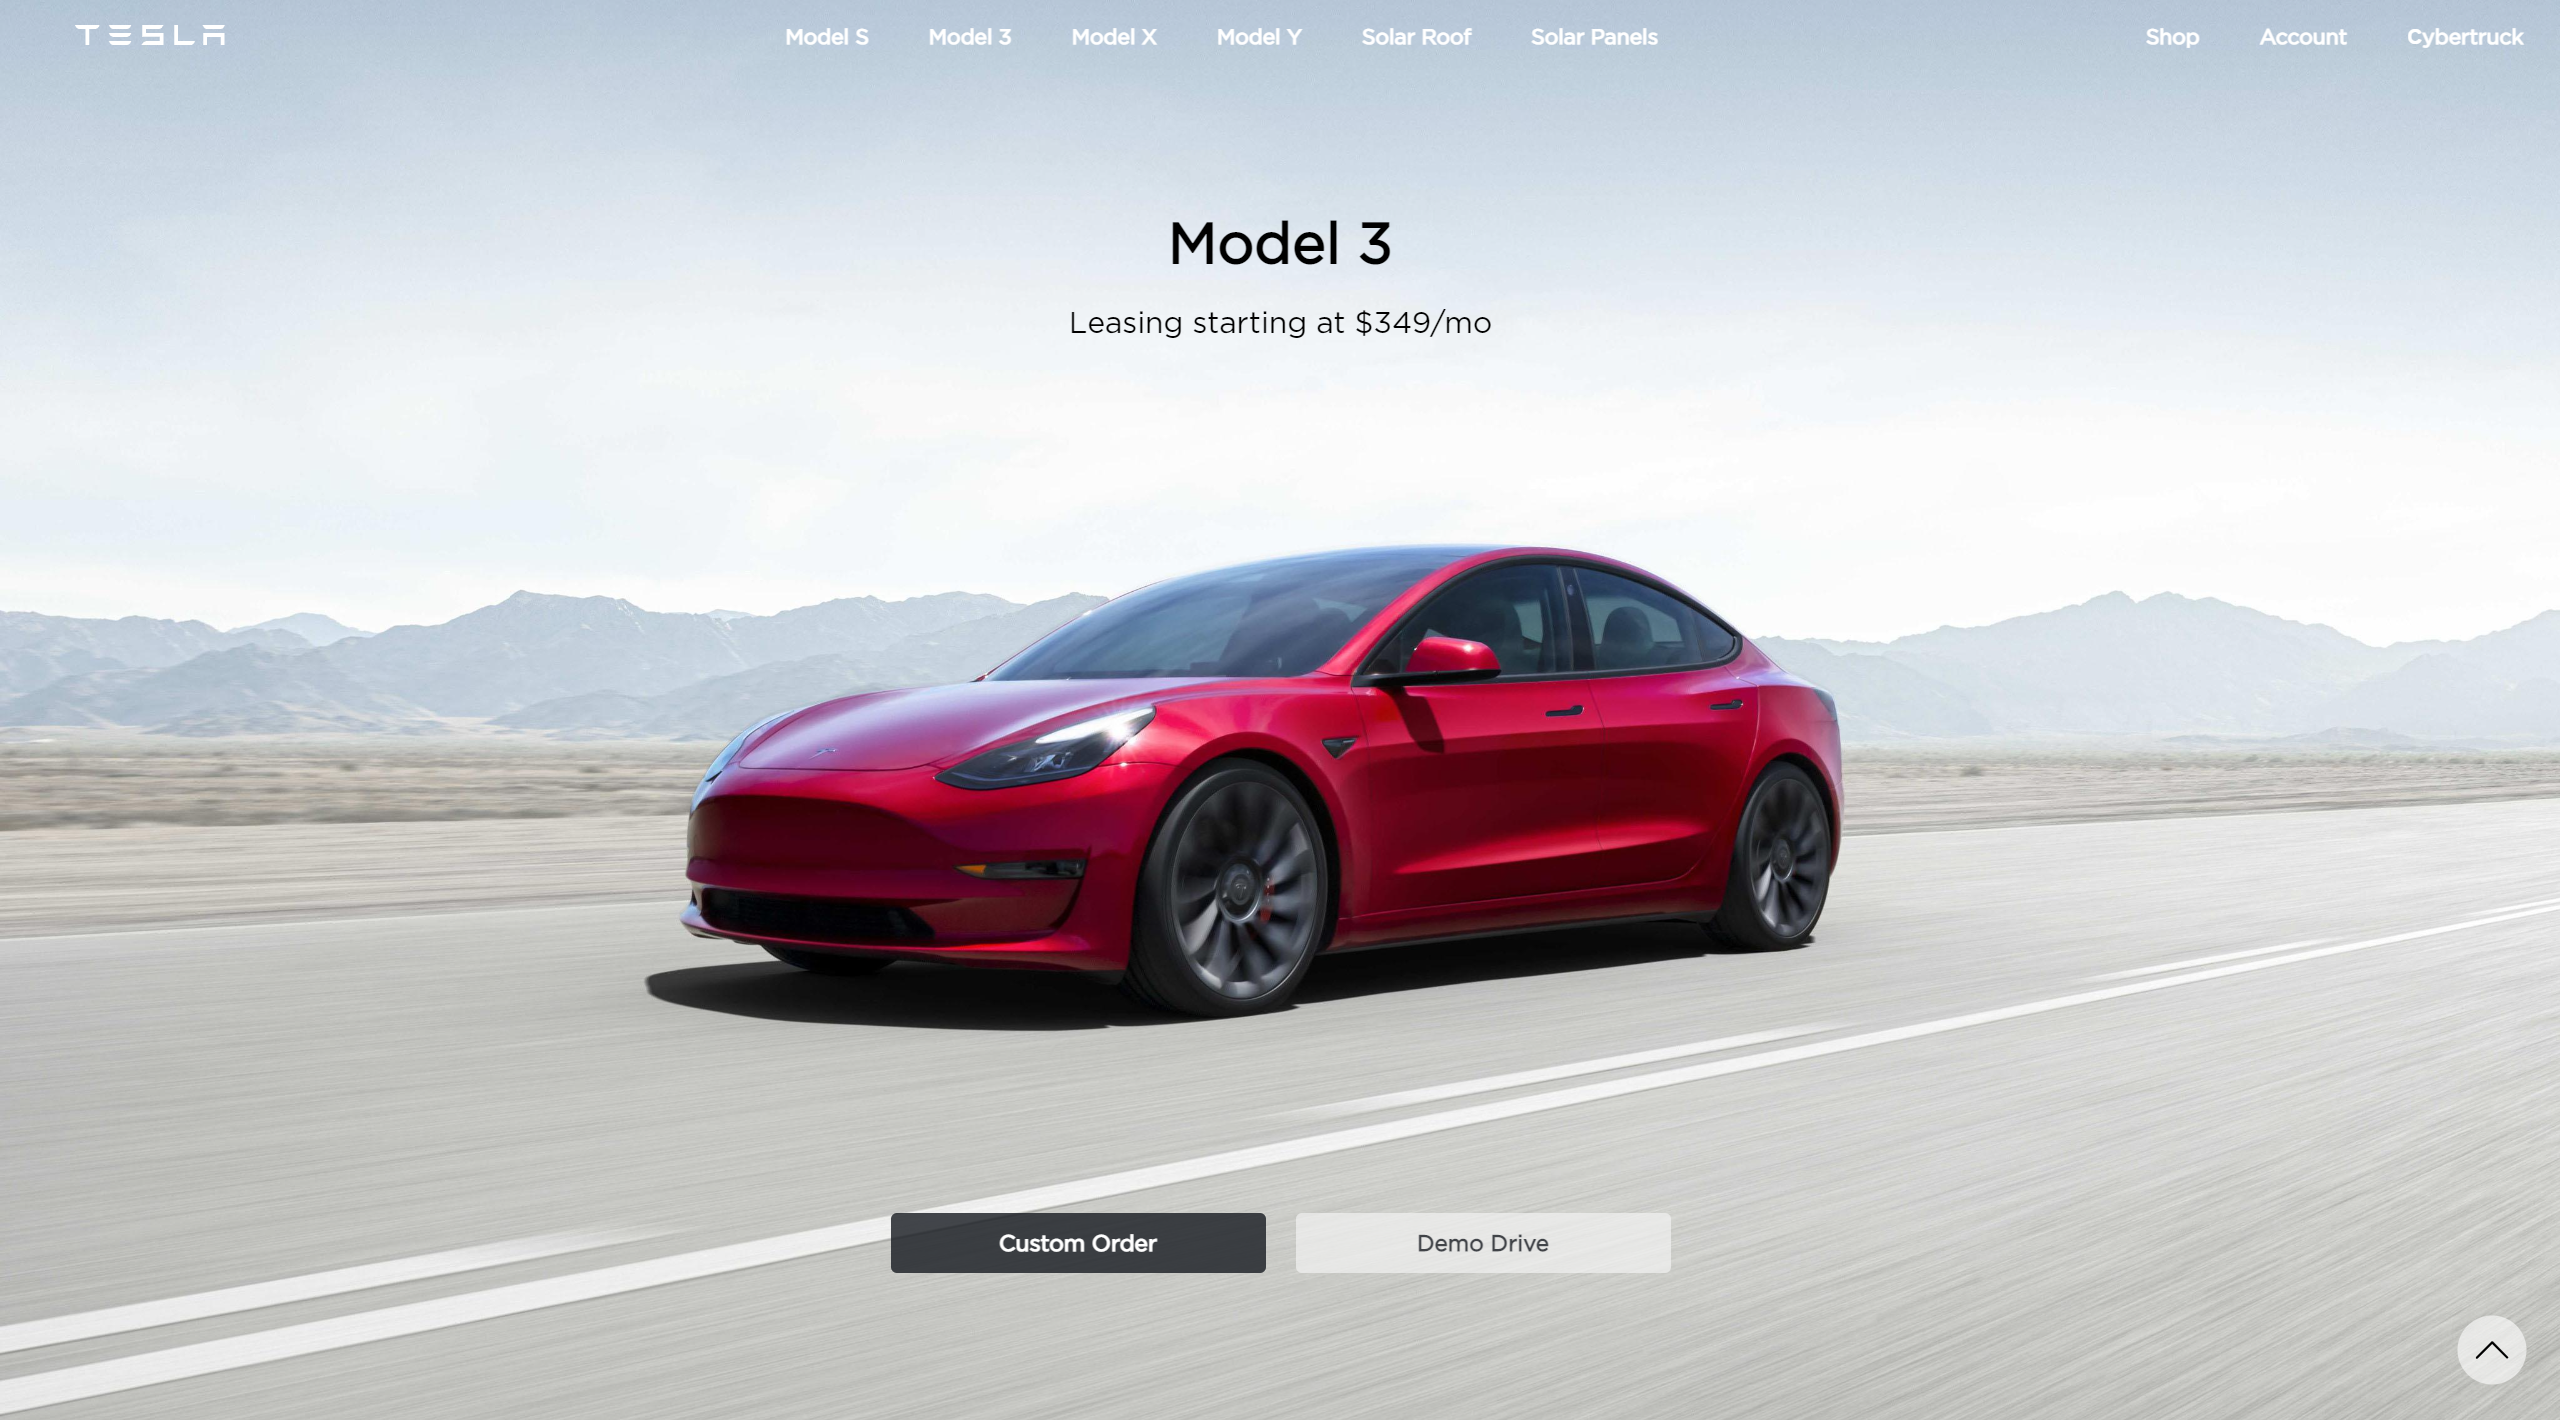 TESLA
Model S Model 3 Model X Model Y Solar Roof Solar Panels
Shop Account Cybertruck
Model 3
Leasing starting at $349/mo
Custom Order
Demo Drive